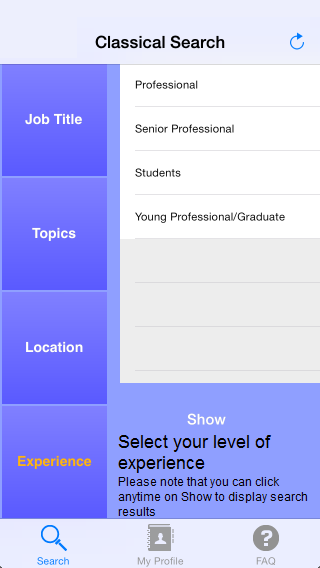 Classical Search
Job Title
Professional
Senior Professional
Students
Topics
Young Professional/Graduate
Location
Show
Experience
Select your level of
experience
Please note that you can click
anytime on Show to display search
results
Search
My Profile
FAQ